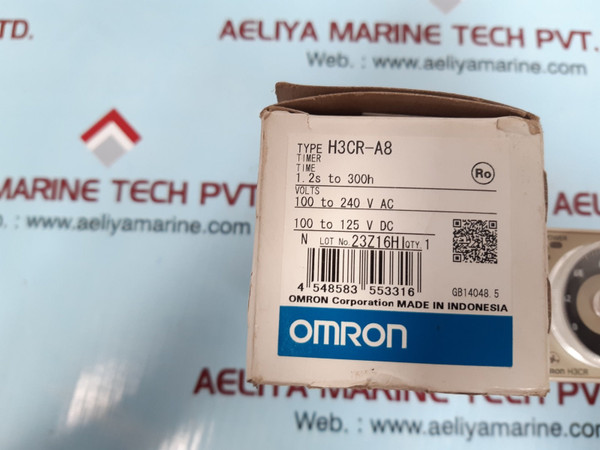 TD.
AELIYA MARINE TECH PVT.
Web. : www.aeliyamarine.com
TYPE H3CR-A8
TIMER
TIME
1.2s to 300h
Ro
VOLTS
100 to 240 V AC
100 to 125 V DC
N LOT No. 23Z16H QTY. 1
4 548583 553316
GB14048.5
OMRON Corporation MADE IN INDONESIA
OMRON
H3CR
MARINE TECH PVT
www.aeliyamarine.com
AELIYA MARINE TECH PVT
Web. : www.aeliyamarine.com